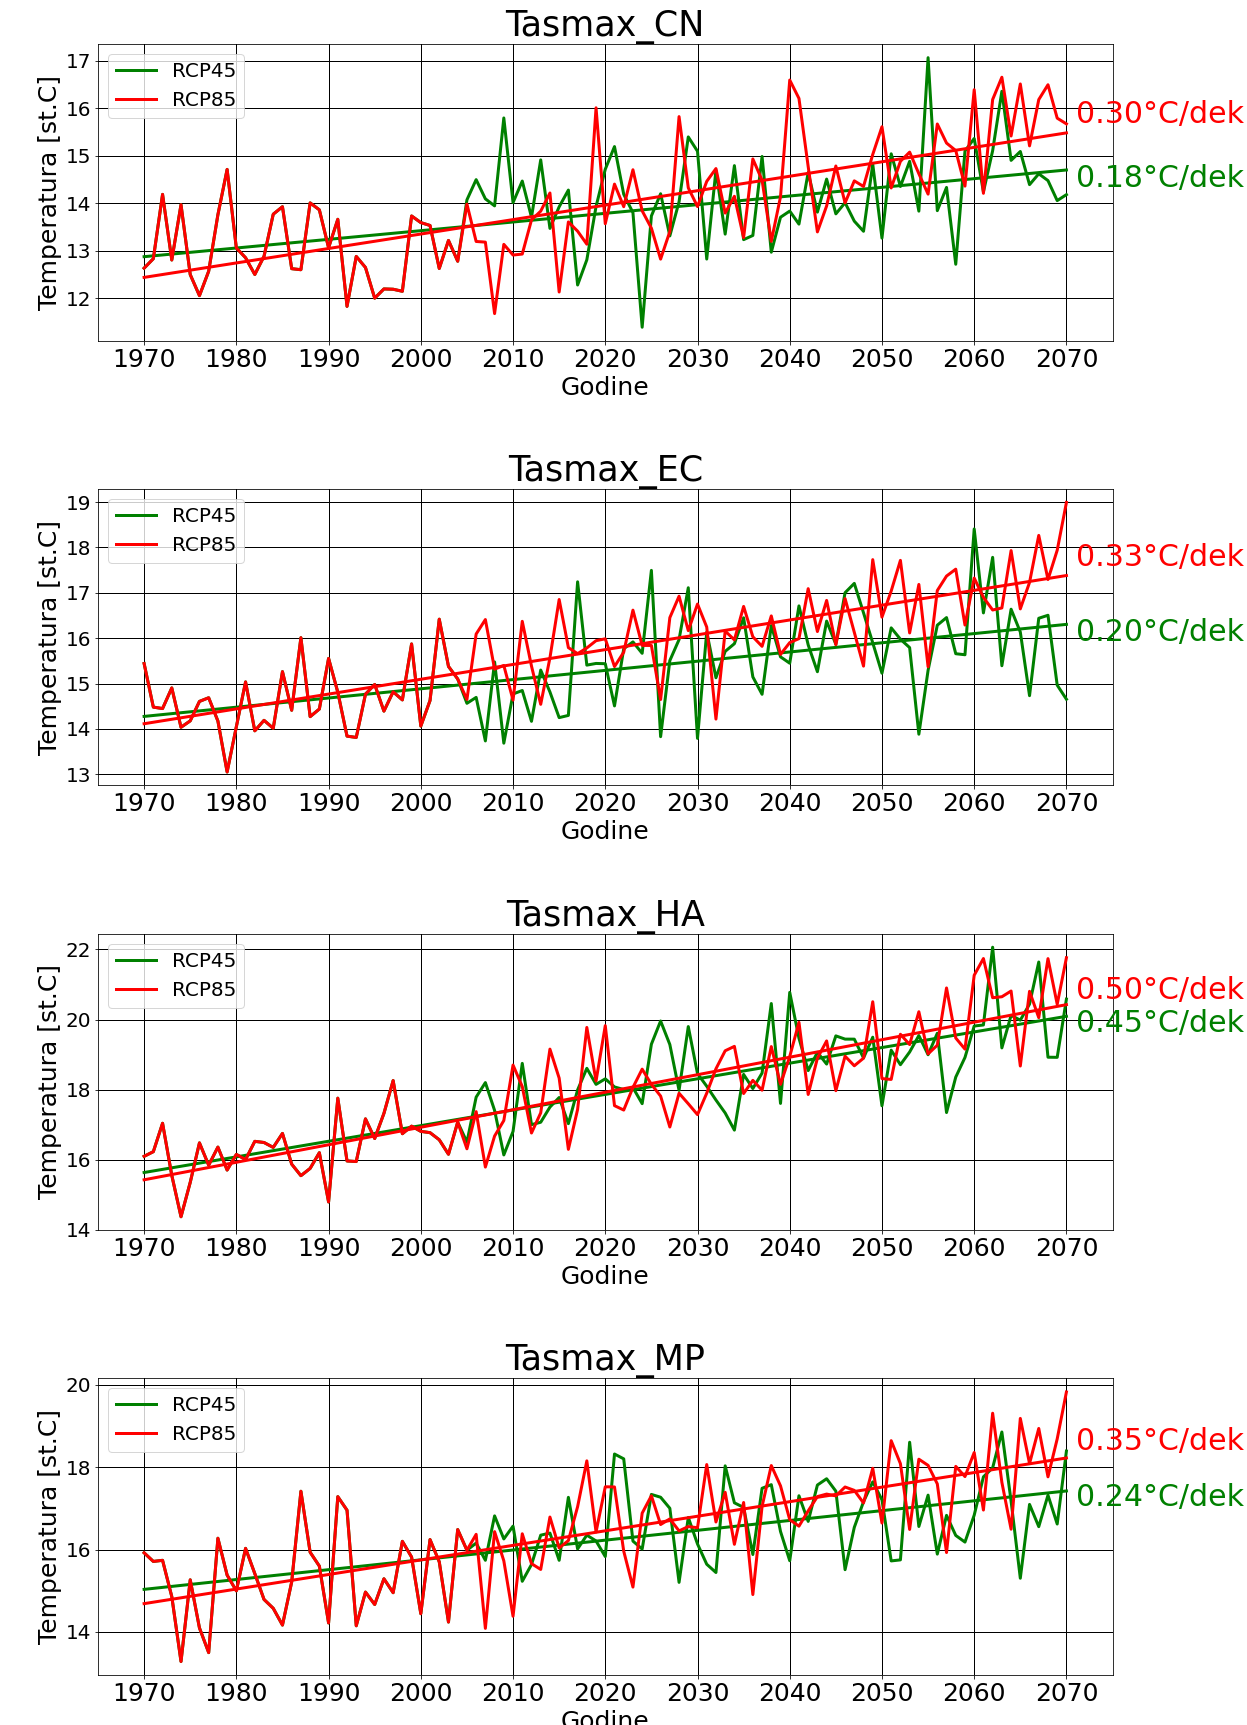 Tasmax_CN
Temperatura [st.C]
17
16
15
14
13
12
RCP45
RCP85
0.30°C/dek
0.18°C/dek
1970 1980 1990 2000 2010 2020 2030 2040 2050 2060 2070
Godine
Tasmax_EC
Temperatura [st.C]
19
18
17
16
15
14
13
RCP45
RCP85
0.33°C/dek
0.20°C/dek
1970 1980 1990 2000 2010 2020 2030 2040 2050 2060 2070
Godine
Tasmax_HA
Temperatura [st.C]
22
20
18
16
14
RCP45
RCP85
0.50°C/dek
0.45°C/dek
1970 1980 1990 2000 2010 2020 2030 2040 2050 2060 2070
Godine
Tasmax_MP
Temperatura [st.C]
20
18
16
14
RCP45
RCP85
0.35°C/dek
0.24°C/dek
1970 1980 1990 2000 2010 2020 2030 2040 2050 2060 2070
Godine